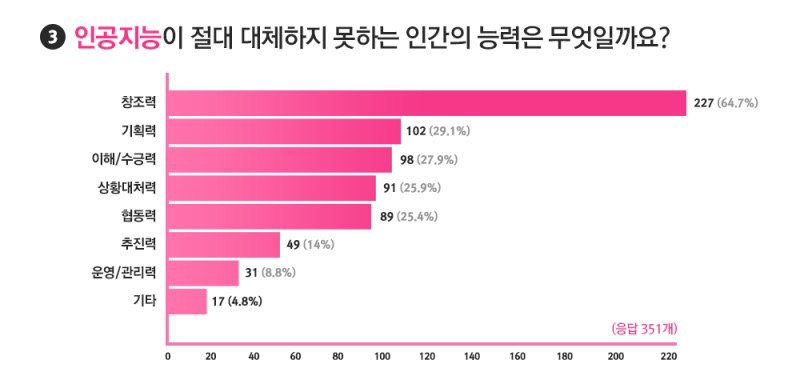 3 인공지능이 절대 대체하지 못하는 인간의 능력은 무엇일까요?
창조력 227 (64.7%)
기획력 102 (29.1%)
이해/수긍력 98 (27.9%)
상황대처력 91 (25.9%)
협동력 89 (25.4%)
추진력 49 (14%)
운영/관리력 31 (8.8%)
기타 17 (4.8%)
(응답 351개)
0 20 40 60 80 100 120 140 160 180 200 220